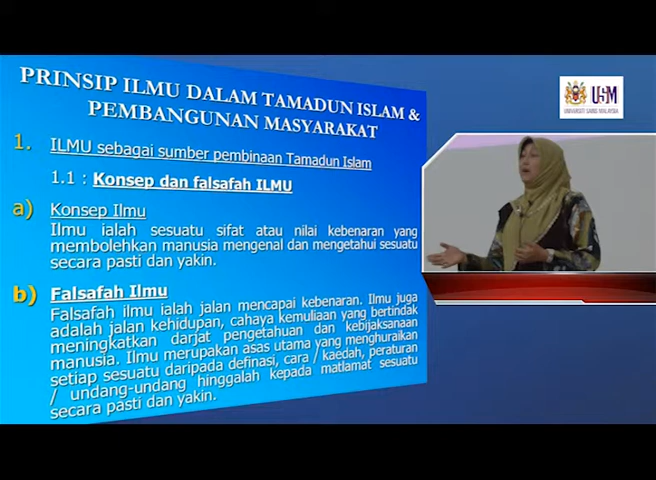 PRINSIP ILMU DALAM TAMADUN ISLAM &
PEMBANGUNAN MASYARAKAT
1. ILMU sebagai sumber pembinaan Tamadun Islam
1.1 : Konsep dan falsafah ILMU
a) Konsep Ilmu
Ilmu ialah sesuatu sifat atau nilai kebenaran yang
membolehkan manusia mengenal dan mengetahui sesuatu
secara pasti dan yakin.
b) Falsafah Ilmu
Falsafah ilmu ialah jalan mencapai kebenaran. Ilmu juga
adalah jalan kehidupan, cahaya kemuliaan yang bertindak
meningkatkan darjat pengetahuan dan kebijaksanaan
manusia. Ilmu merupakan asas utama yang menghuraikan
setiap sesuatu daripada definasi, cara / kaedah, peraturan
/ undang-undang hinggalah kepada matlamat sesuatu
secara pasti dan yakin.
USM
UNIVERSITI SAINS MALAYSIA